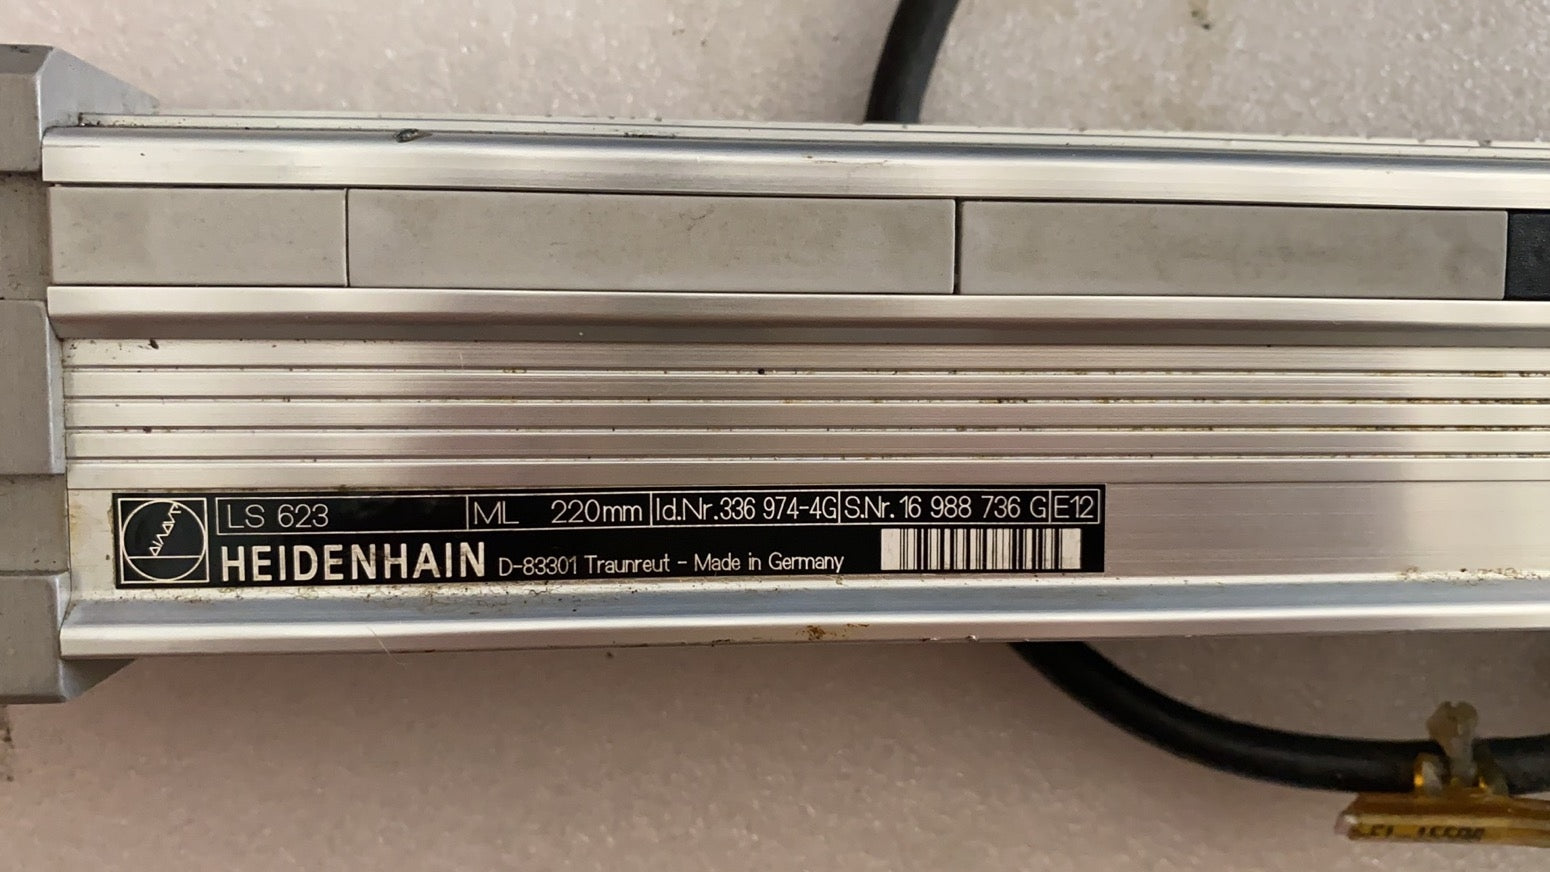 LS 623 ML 220mm Id.Nr.336 974-4G S.Nr. 16 988 736 G E12
HEIDENHAIN D-83301 Traunreut - Made in Germany